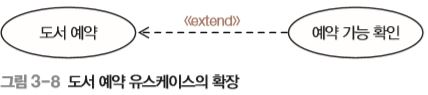 《extend》
도서 예약
예약 가능 확인
그림 3-8 도서 예약 유스케이스의 확장